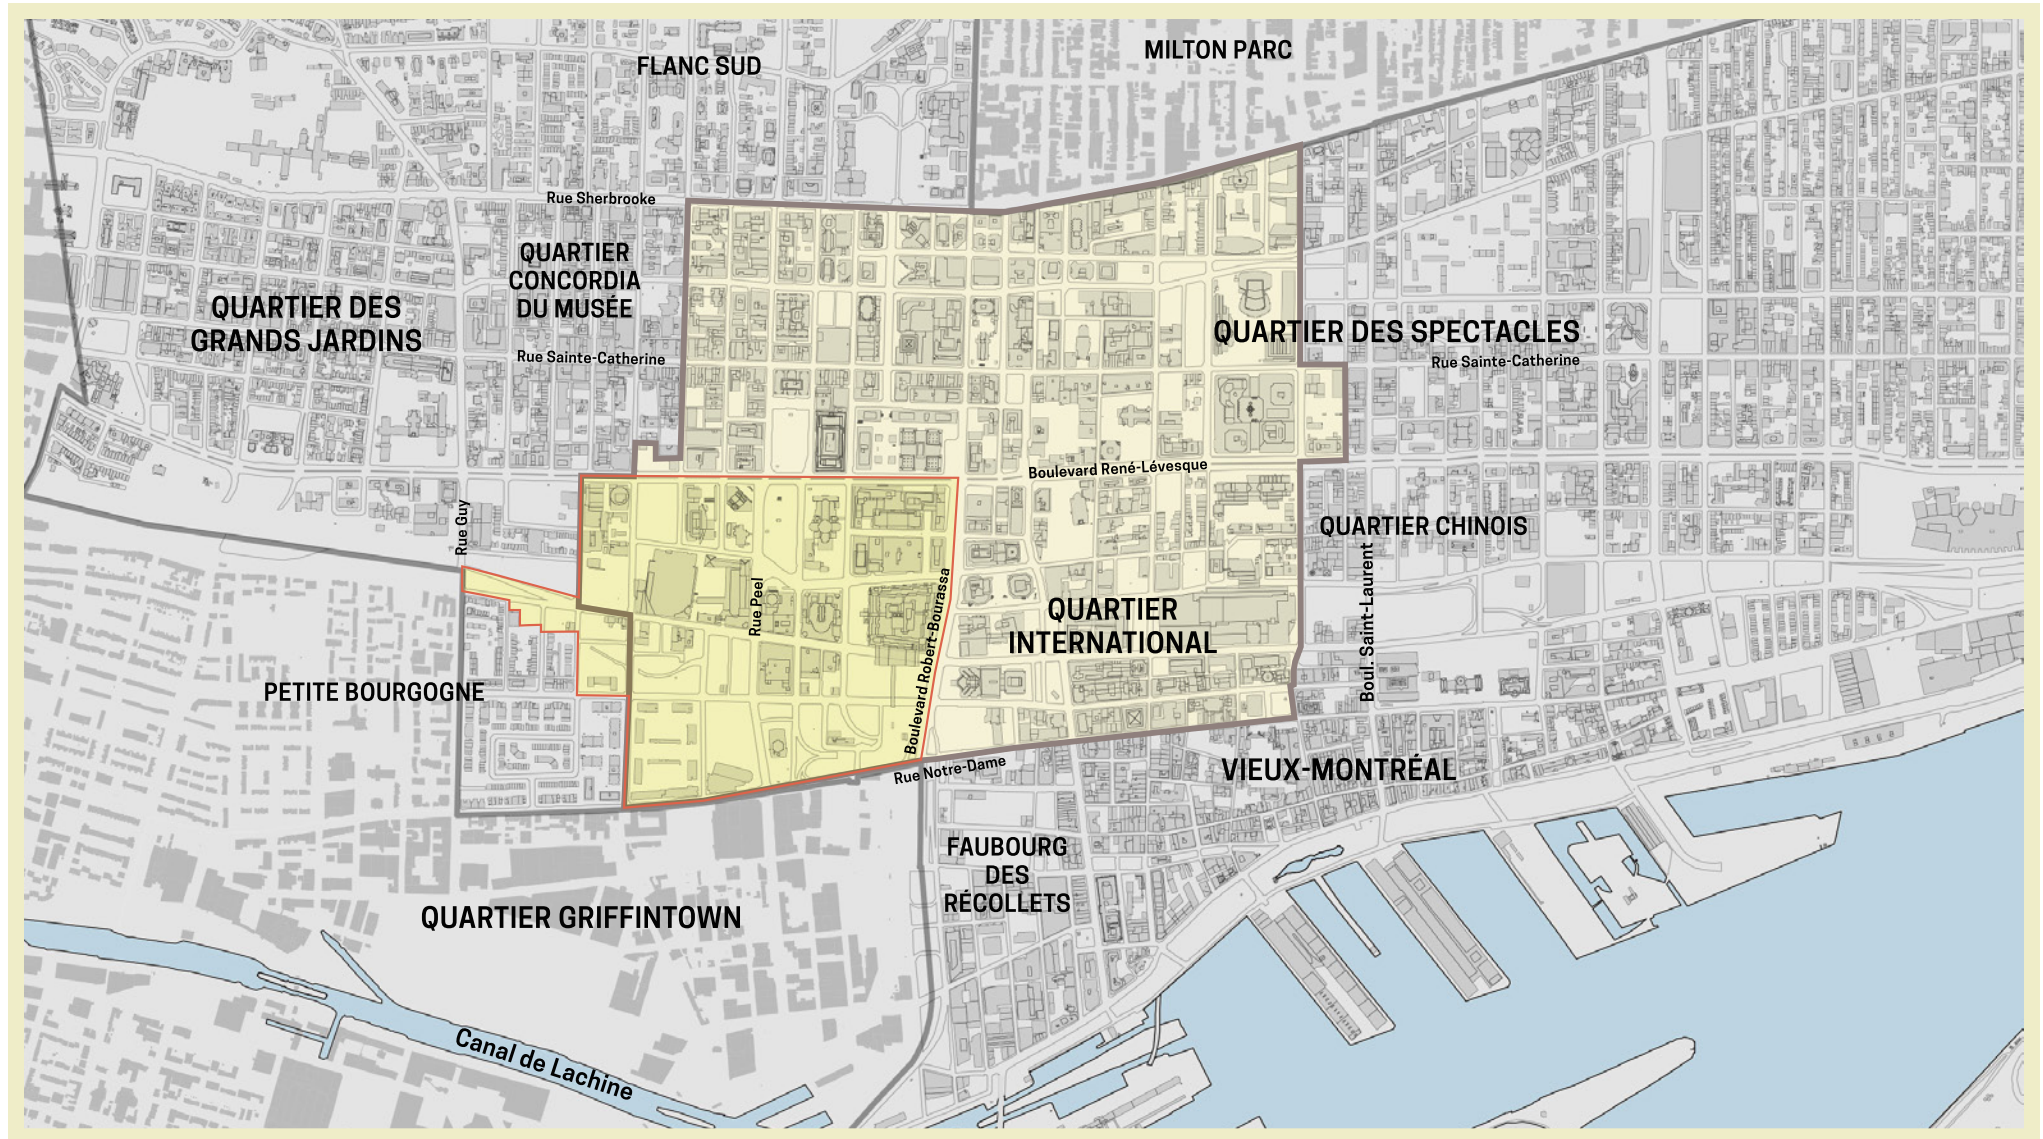 MILTON PARC
FLANC SUD
Rue Sherbrooke
QUARTIER
CONCORDIA
DU MUSÉE
QUARTIER DES
GRANDS JARDINS
QUARTIER DES SPECTACLES
Rue Sainte-Catherine
Rue Sainte-Catherine
Boulevard René-Lévesque
Rue Guy
QUARTIER CHINOIS
Rue Peel
Boulevard Robert-Bourassa
QUARTIER
INTERNATIONAL
Boul. Saint-Laurent
PETITE BOURGOGNE
Rue Notre-Dame
VIEUX-MONTRÉAL
FAUBOURG
DES
RÉCOLLETS
QUARTIER GRIFFINTOWN
Canal de Lachine